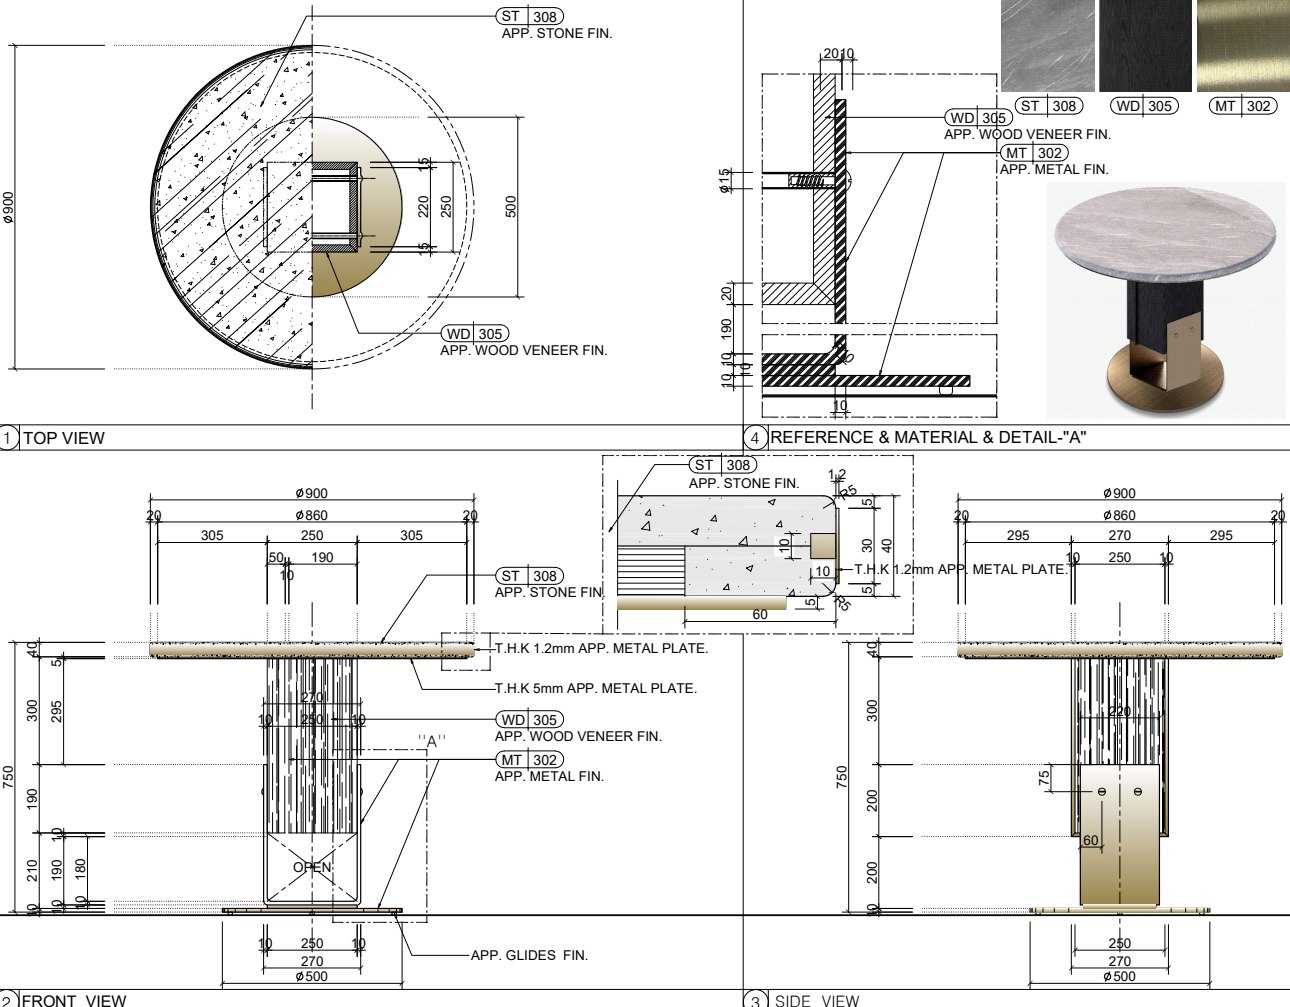 ST 308
APP. STONE FIN.
ø900
15
220
250
500
15
WD 305
APP. WOOD VENEER FIN.
1 TOP VIEW
20 10
WD 305
APP. WOOD VENEER FIN.
MT 302
APP. METAL FIN.
ø15
20
190
10
10
10
10
ST 308
WD 305
MT 302
4 REFERENCE & MATERIAL & DETAIL-"A"
ø900
20 ø860 20
305 250 305
50 190
10
ST 308
APP. STONE FIN.
T.H.K 1.2mm APP. METAL PLATE.
T.H.K 5mm APP. METAL PLATE.
270
10 250 10
WD 305
APP. WOOD VENEER FIN.
"A"
MT 302
APP. METAL FIN.
40
5
300
295
750
190
10
210
190
180
10
10
OPEN
10 250 10
270
ø500
APP. GLIDES FIN.
2 FRONT VIEW
ST 308
APP. STONE FIN.
1.2
R5
5
10
30
40
10
T.H.K 1.2mm APP. METAL PLATE.
5
5
R5
60
ø900
20 ø860 20
295 270 295
10 250 10
40
300
220
750
75
200
60
200
10
250
270
ø500
3 SIDE VIEW